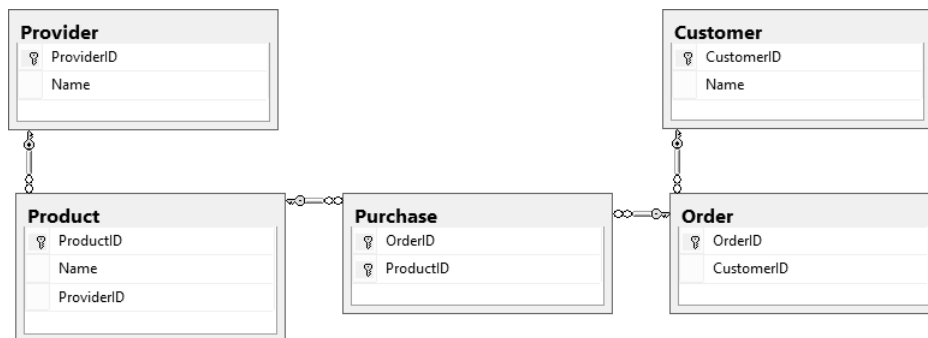 Provider
ProviderID
Name
Customer
CustomerID
Name
Product
ProductID
Name
ProviderID
Purchase
OrderID
ProductID
Order
OrderID
CustomerID